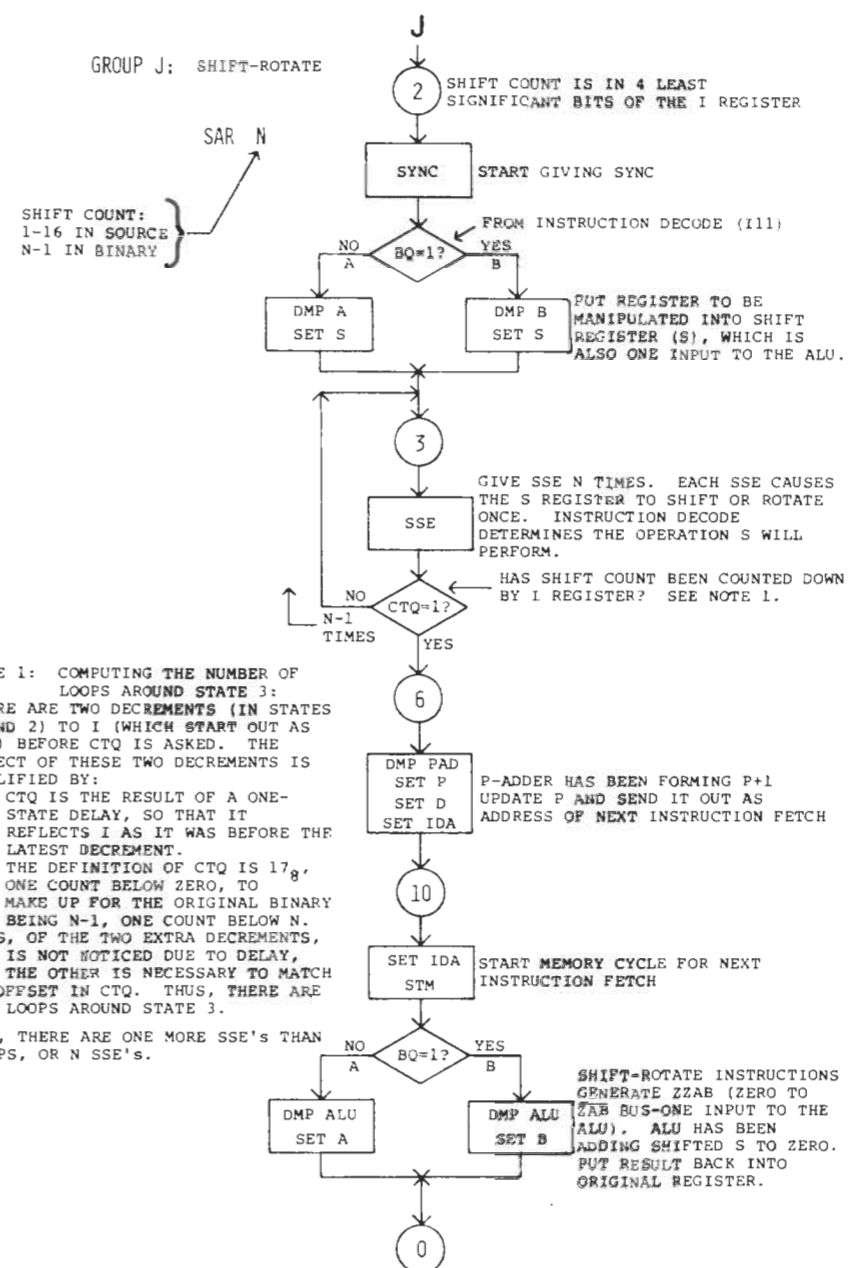 J
GROUP J: SHIFT-ROTATE
2
SHIFT COUNT IS IN 4 LEAST
SIGNIFICANT BITS OF THE I REGISTER
SAR N
SYNC
START GIVING SYNC
SHIFT COUNT:
1-16 IN SOURCE
N-1 IN BINARY
FROM INSTRUCTION DECODE (I11)
NO
A
BQ=1?
YES
B
DMP A
SET S
DMP B
SET S
PUT REGISTER TO BE
MANIPULATED INTO SHIFT
REGISTER (S), WHICH IS
ALSO ONE INPUT TO THE ALU.
3
SSE
GIVE SSE N TIMES. EACH SSE CAUSES
THE S REGISTER TO SHIFT OR ROTATE
ONCE. INSTRUCTION DECODE
DETERMINES THE OPERATION S WILL
PERFORM.
NO
CTQ=1?
HAS SHIFT COUNT BEEN COUNTED DOWN
BY I REGISTER? SEE NOTE 1.
N-1
TIMES
YES
E 1: COMPUTING THE NUMBER OF
LOOPS AROUND STATE 3:
RE ARE TWO DECREMENTS (IN STATES
ND 2) TO I (WHICH START OUT AS
) BEFORE CTQ IS ASKED. THE
ECT OF THESE TWO DECREMENTS IS
LIFIED BY:
CTQ IS THE RESULT OF A ONE-
STATE DELAY, SO THAT IT
REFLECTS I AS IT WAS BEFORE THE
LATEST DECREMENT.
THE DEFINITION OF CTQ IS 17₈,
ONE COUNT BELOW ZERO, TO
MAKE UP FOR THE ORIGINAL BINARY
BEING N-1, ONE COUNT BELOW N.
S, OF THE TWO EXTRA DECREMENTS,
IS NOT NOTICED DUE TO DELAY,
THE OTHER IS NECESSARY TO MATCH
OFFSET IN CTQ. THUS, THERE ARE
LOOPS AROUND STATE 3.
, THERE ARE ONE MORE SSE's THAN
PS, OR N SSE's.
6
DMP PAD
SET P
SET D
SET IDA
P-ADDER HAS BEEN FORMING P+1
UPDATE P AND SEND IT OUT AS
ADDRESS OF NEXT INSTRUCTION FETCH
10
SET IDA
STM
START MEMORY CYCLE FOR NEXT
INSTRUCTION FETCH
NO
A
BQ=1?
YES
B
DMP ALU
SET A
DMP ALU
SET B
SHIFT-ROTATE INSTRUCTIONS
GENERATE ZZAB (ZERO TO
Z̅A̅B̅ BUS-ONE INPUT TO THE
ALU). ALU HAS BEEN
ADDING SHIFTED S TO ZERO.
PUT RESULT BACK INTO
ORIGINAL REGISTER.
0